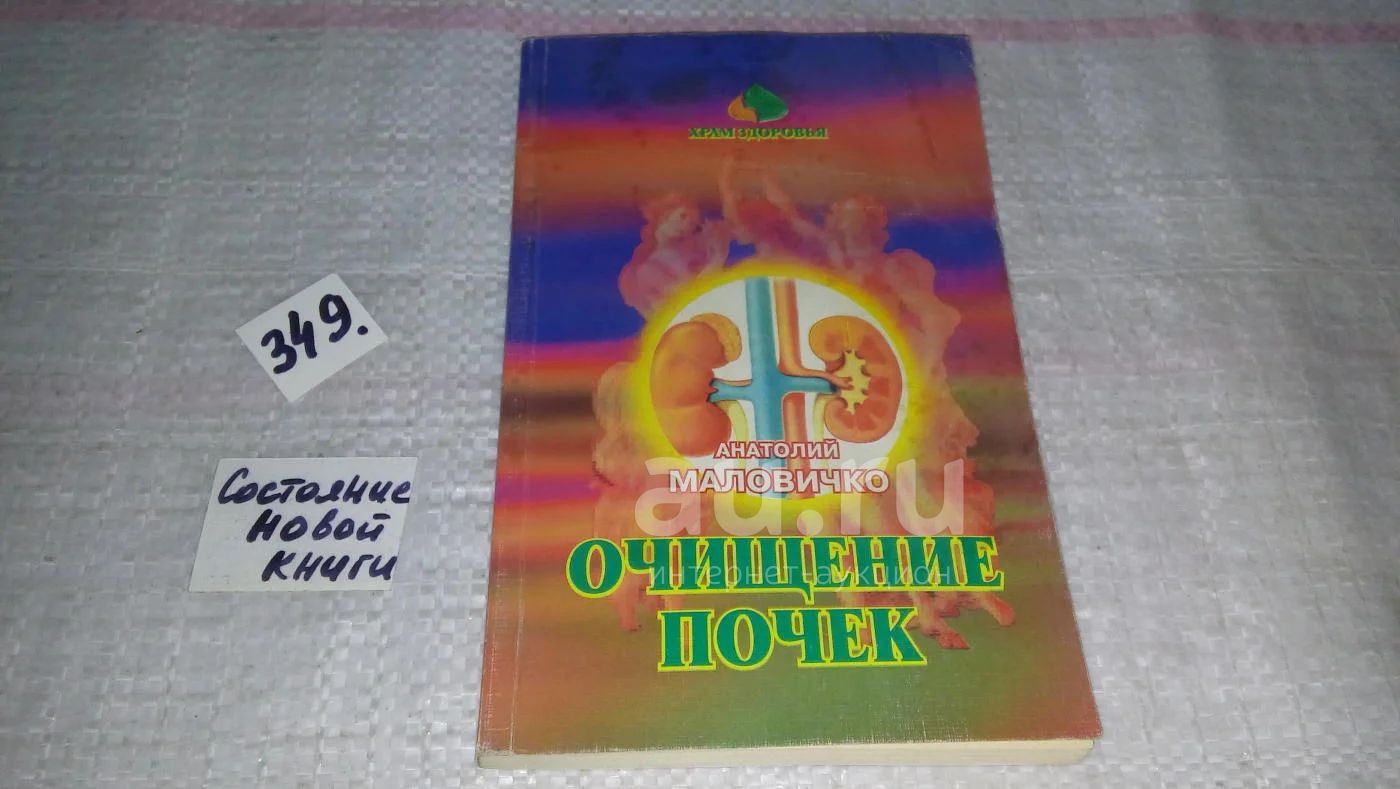 ХРАМ ЗДОРОВЬЯ
349.
Состояние
Новой
книги
АНАТОЛИЙ
МАЛОВИЧКО
au.ru
интернет-аукцион
ОЧИЩЕНИЕ
ПОЧЕК